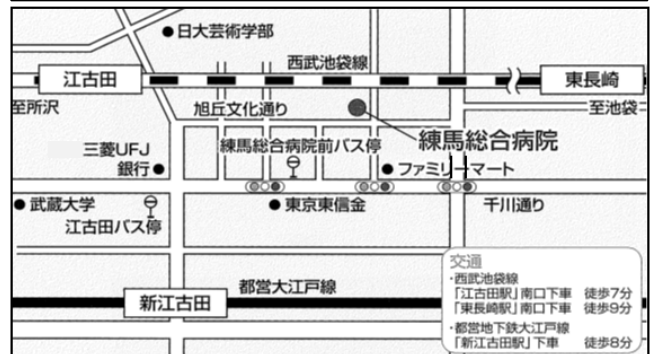 日大芸術学部
西武池袋線
江古田
東長崎
至所沢
旭丘文化通り
至池袋
練馬総合病院
三菱UFJ
銀行
練馬総合病院前バス停
ファミリーマート
武蔵大学
江古田バス停
東京東信金
千川通り
都営大江戸線
新江古田
交通
・西武池袋線
「江古田駅」南口下車 徒歩7分
「東長崎駅」南口下車 徒歩9分
・都営地下鉄大江戸線
「新江古田駅」下車 徒歩8分